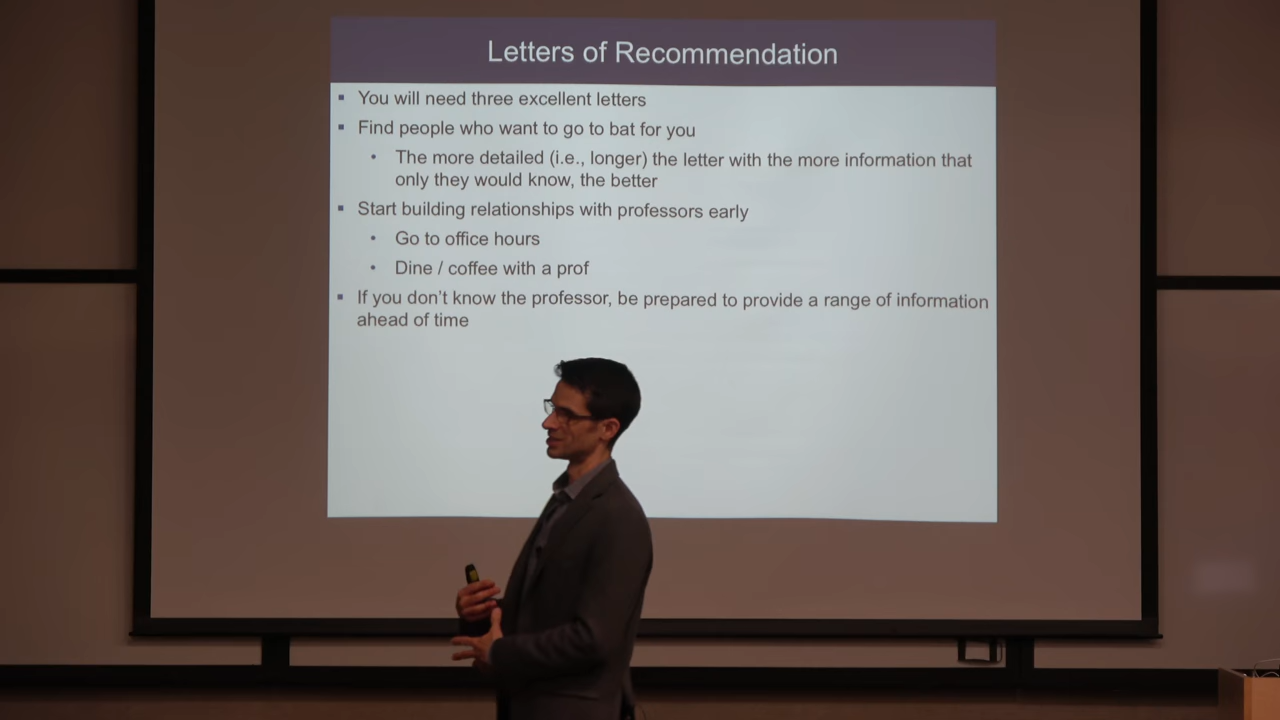 Letters of Recommendation
▪ You will need three excellent letters
▪ Find people who want to go to bat for you
• The more detailed (i.e., longer) the letter with the more information that
only they would know, the better
▪ Start building relationships with professors early
• Go to office hours
• Dine / coffee with a prof
▪ If you don't know the professor, be prepared to provide a range of information
ahead of time